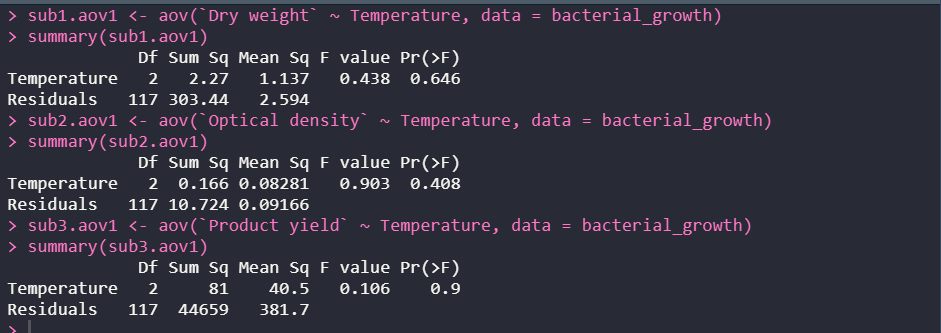 > sub1.aov1 <- aov(`Dry weight` ~ Temperature, data = bacterial_growth)
> summary(sub1.aov1)
             Df Sum Sq Mean Sq F value Pr(>F)
Temperature   2   2.27   1.137   0.438  0.646
Residuals   117 303.44   2.594
> sub2.aov1 <- aov(`Optical density` ~ Temperature, data = bacterial_growth)
> summary(sub2.aov1)
             Df Sum Sq Mean Sq F value Pr(>F)
Temperature   2  0.166 0.08281   0.903  0.408
Residuals   117 10.724 0.09166
> sub3.aov1 <- aov(`Product yield` ~ Temperature, data = bacterial_growth)
> summary(sub3.aov1)
             Df Sum Sq Mean Sq F value Pr(>F)
Temperature   2     81    40.5   0.106    0.9
Residuals   117  44659   381.7
>